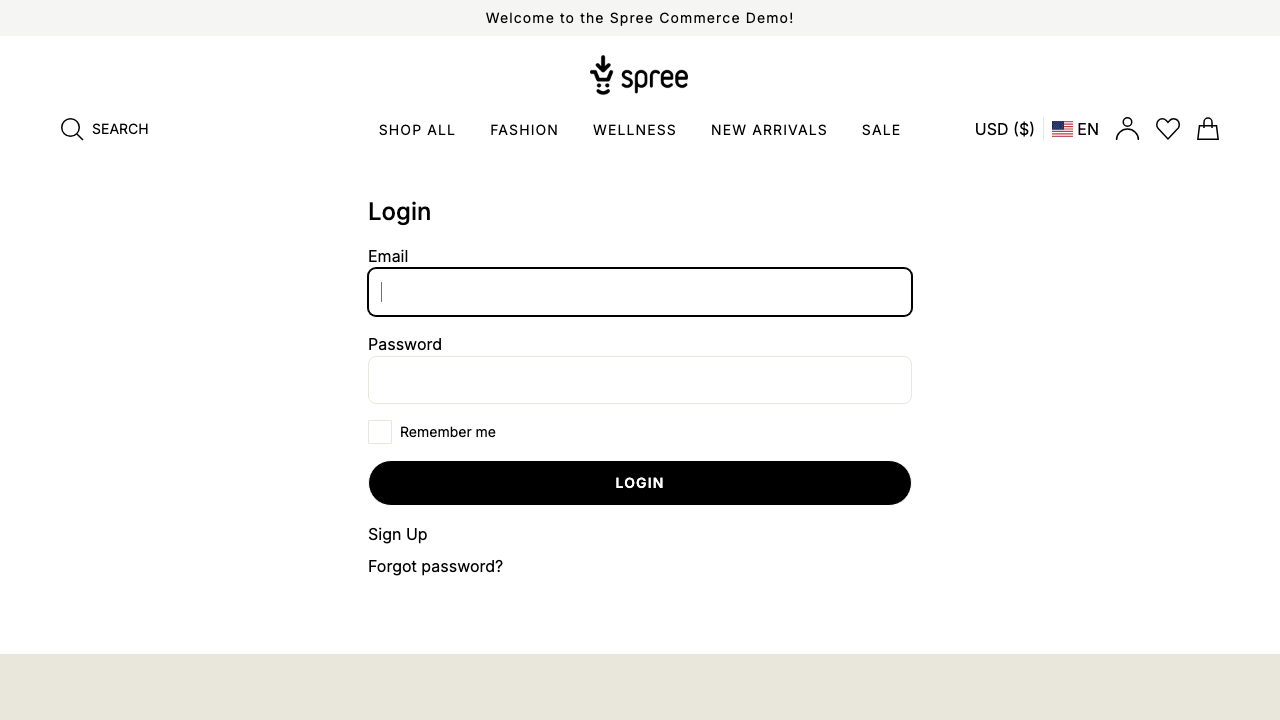 Welcome to the Spree Commerce Demo!
spree
SEARCH
SHOP ALL FASHION WELLNESS NEW ARRIVALS SALE
USD ($) EN
Login
Email
Password
Remember me
LOGIN
Sign Up
Forgot password?